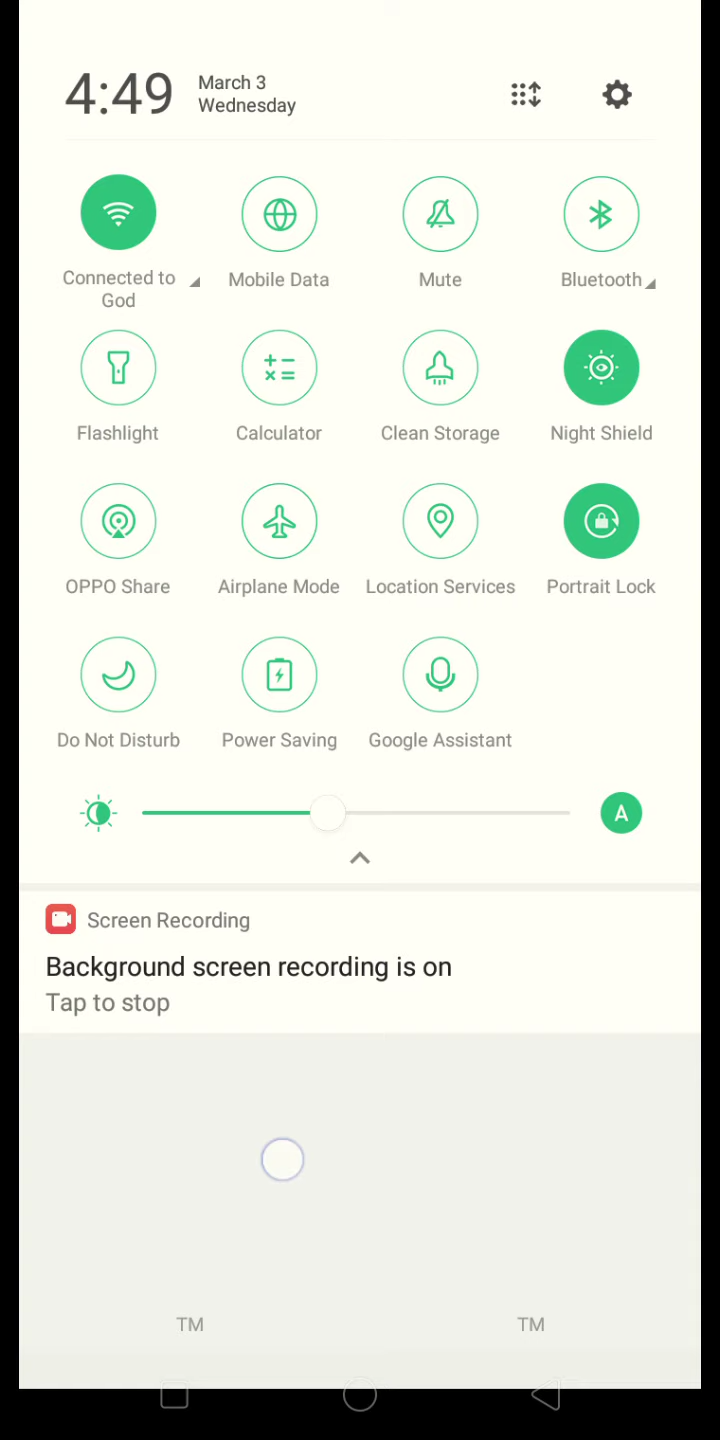 4:49
March 3
Wednesday
Connected to
God
Mobile Data
Mute
Bluetooth
Flashlight
Calculator
Clean Storage
Night Shield
OPPO Share
Airplane Mode
Location Services
Portrait Lock
Do Not Disturb
Power Saving
Google Assistant
A
Screen Recording
Background screen recording is on
Tap to stop
TM
TM